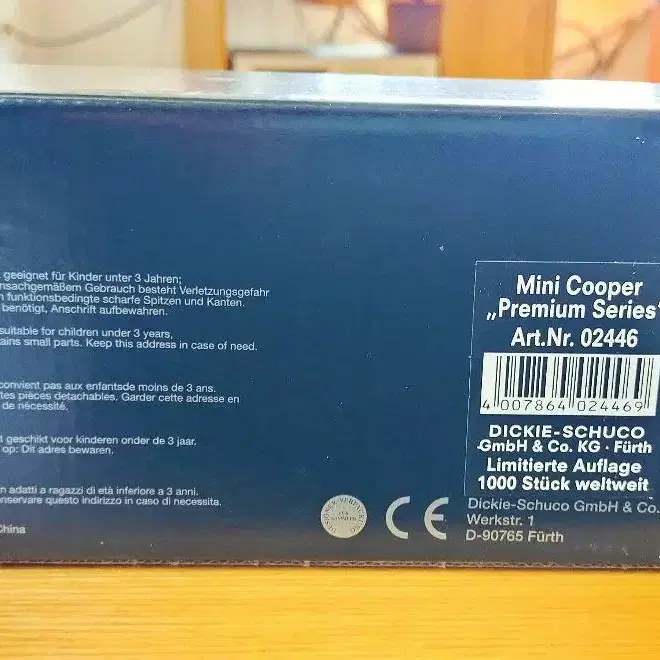 geeignet für Kinder unter 3 Jahren;
nsachgemäßem Gebrauch besteht Verletzungsgefahr
funktionsbedingte scharfe Spitzen und Kanten.
benötigt, Anschrift aufbewahren.
suitable for children under 3 years,
ains small parts. Keep this address in case of need.
convient pas aux enfantsde moins de 3 ans.
tes pièces detachables. Garder cette adresse en
de nécessité.
t geschikt voor kinderen onder de 3 jaar.
op: Dit adres bewaren.
n adatti a ragazzi di età inferiore a 3 anni.
nservare questo indirizzo in caso di necessita.
China
Mini Cooper
„Premium Series"
Art.Nr. 02446
4 007864 024469
DICKIE-SCHUCO
GmbH & Co. KG · Fürth
Limitierte Auflage
1000 Stück weltweit
CE
Dickie-Schuco GmbH & Co.
Werkstr. 1
D-90765 Fürth